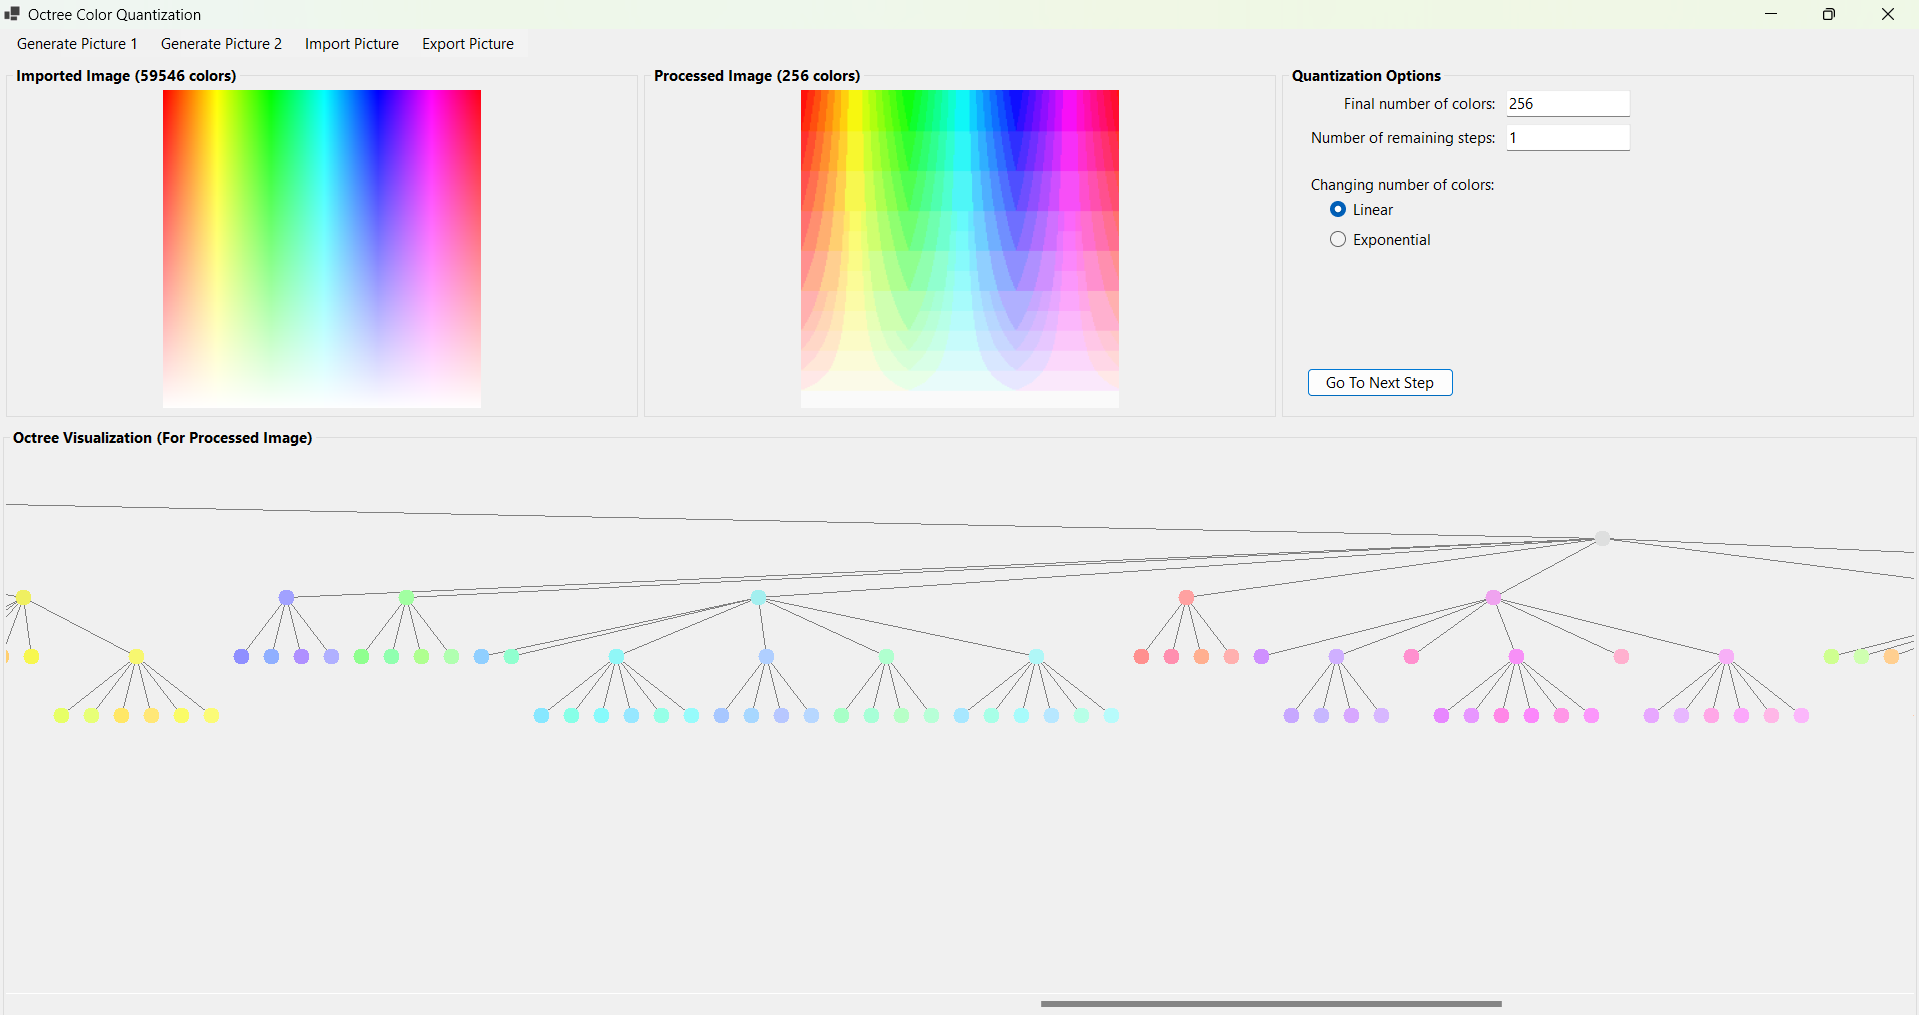 Octree Color Quantization
Generate Picture 1 Generate Picture 2 Import Picture Export Picture
Imported Image (59546 colors)
Processed Image (256 colors)
Quantization Options
Final number of colors: 256
Number of remaining steps: 1
Changing number of colors:
Linear
Exponential
Go To Next Step
Octree Visualization (For Processed Image)